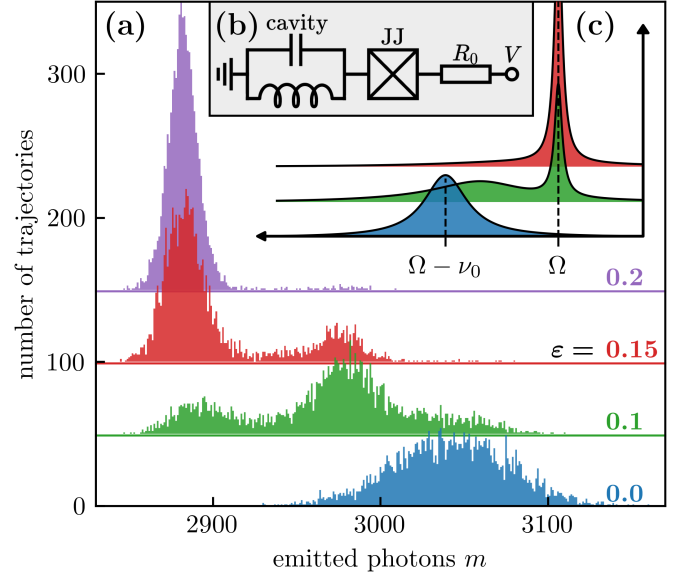 (a)
(b)
cavity
JJ
R₀
V
(c)
Ω − ν₀
Ω
number of trajectories
300
200
100
0
0.2
ε = 0.15
0.1
0.0
2900
3000
3100
emitted photons m